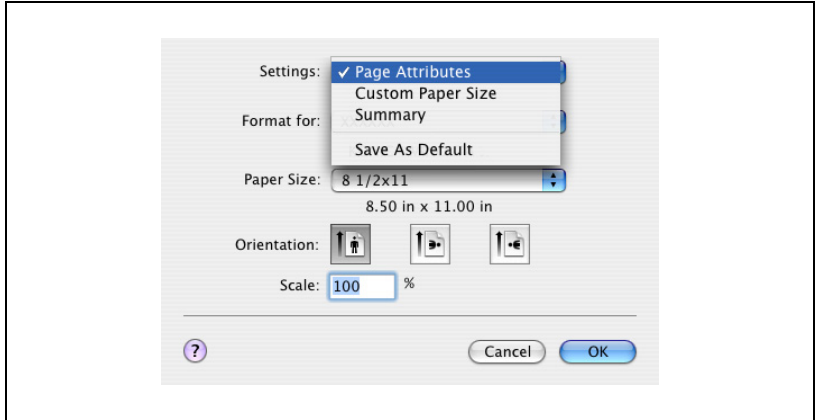 Settings: ✓ Page Attributes
Custom Paper Size
Summary
Save As Default
Format for:
Paper Size: 8 1/2x11
8.50 in x 11.00 in
Orientation:
Scale: 100 %
?
Cancel OK